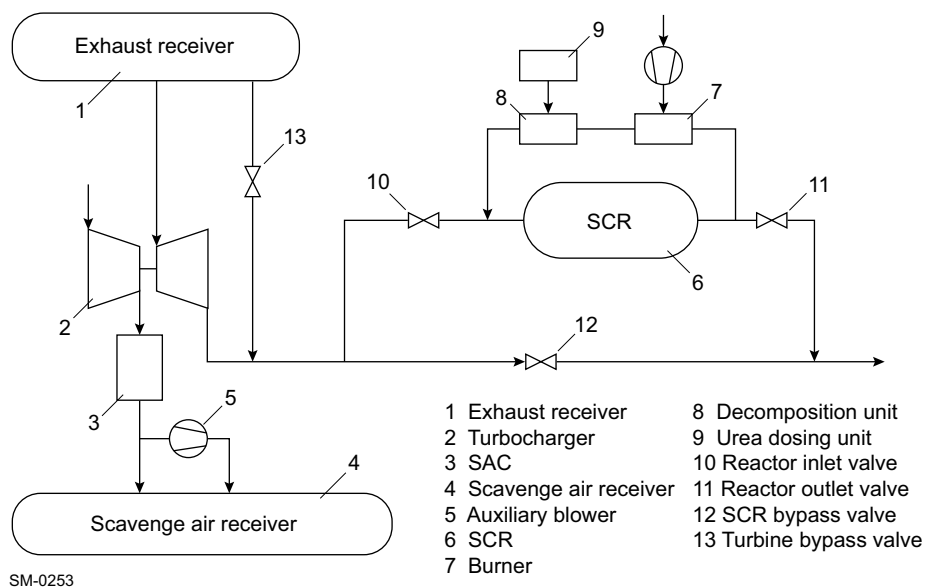 Exhaust receiver
1
9
7
8
13
10
11
SCR
6
2
12
3
5
4
Scavenge air receiver
1 Exhaust receiver
2 Turbocharger
3 SAC
4 Scavenge air receiver
5 Auxiliary blower
6 SCR
7 Burner
8 Decomposition unit
9 Urea dosing unit
10 Reactor inlet valve
11 Reactor outlet valve
12 SCR bypass valve
13 Turbine bypass valve
SM-0253